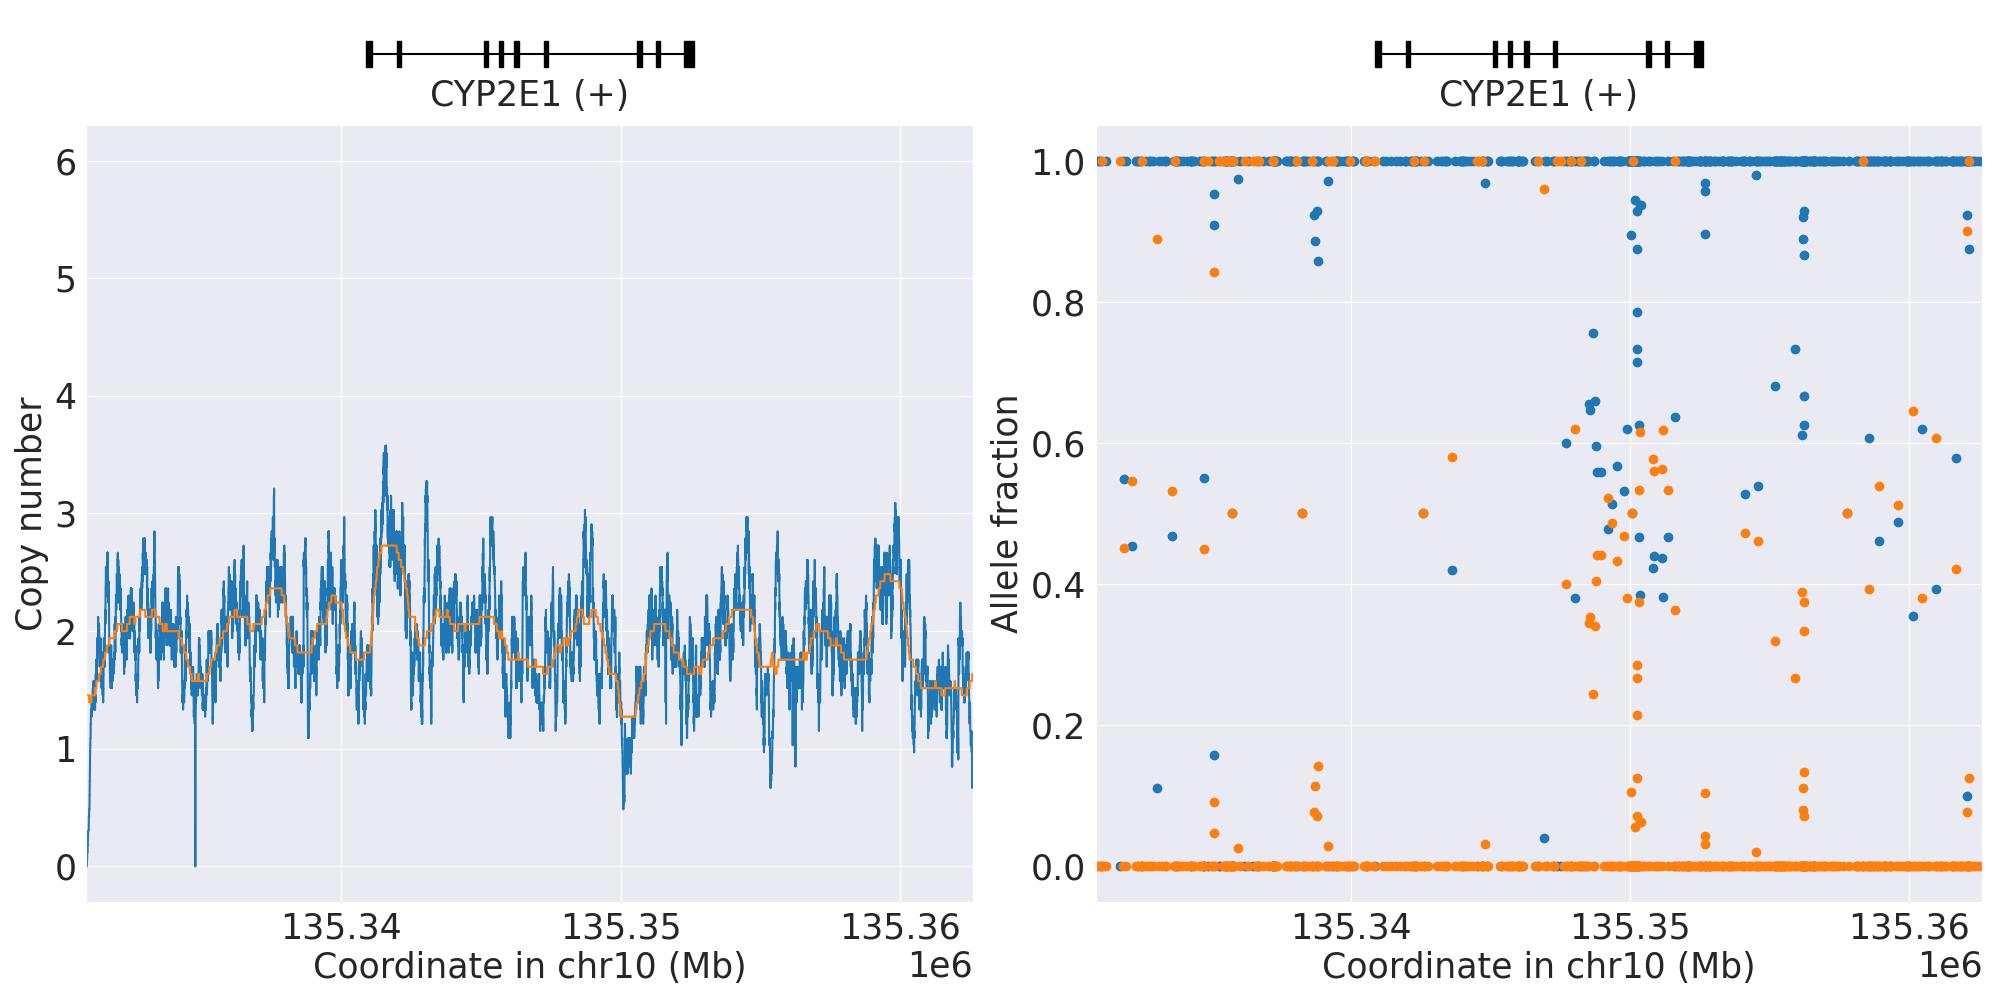 CYP2E1 (+)
6
5
4
3
2
1
0
Copy number
135.34 135.35 135.36
Coordinate in chr10 (Mb)
1e6
CYP2E1 (+)
1.0
0.8
0.6
0.4
0.2
0.0
Allele fraction
135.34 135.35 135.36
Coordinate in chr10 (Mb)
1e6